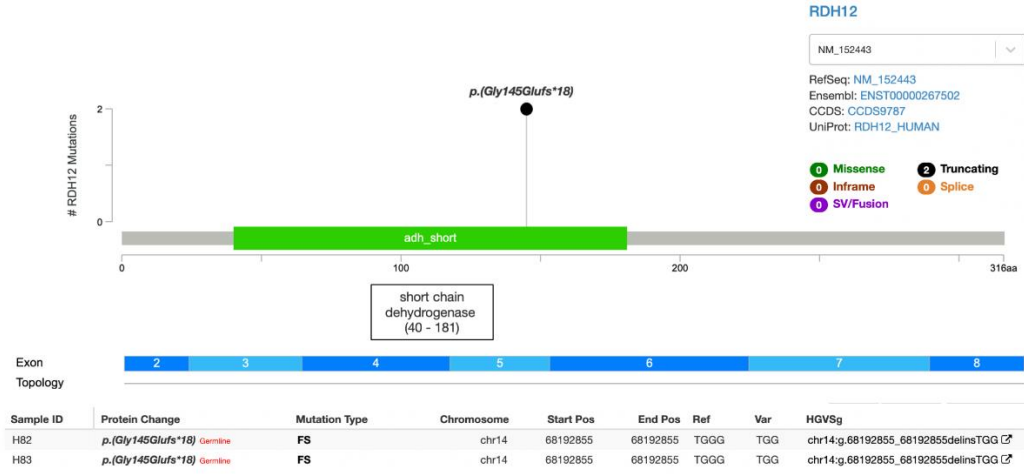 RDH12
NM_152443
RefSeq: NM_152443
Ensembl: ENST00000267502
CCDS: CCDS9787
UniProt: RDH12_HUMAN
0 Missense 2 Truncating
0 Inframe 0 Splice
0 SV/Fusion
p.(Gly145Glufs*18)
# RDH12 Mutations
2
0
adh_short
0 100 200 316aa
short chain
dehydrogenase
(40 - 181)
Exon 2 3 4 5 6 7 8
Topology
Sample ID Protein Change Mutation Type Chromosome Start Pos End Pos Ref Var HGVSg
H82 p.(Gly145Glufs*18) Germline FS chr14 68192855 68192855 TGGG TGG chr14:g.68192855_68192855delinsTGG
H83 p.(Gly145Glufs*18) Germline FS chr14 68192855 68192855 TGGG TGG chr14:g.68192855_68192855delinsTGG